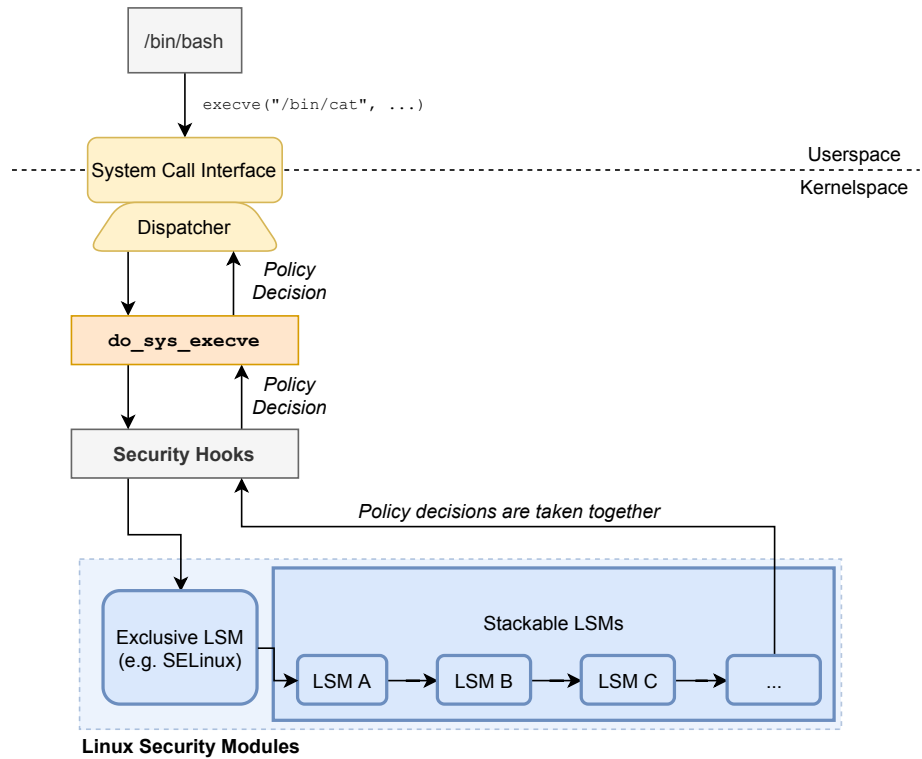 /bin/bash
execve("/bin/cat", ...)
System Call Interface
Userspace
Kernelspace
Dispatcher
Policy
Decision
do_sys_execve
Policy
Decision
Security Hooks
Policy decisions are taken together
Exclusive LSM
(e.g. SELinux)
Stackable LSMs
LSM A
LSM B
LSM C
...
Linux Security Modules